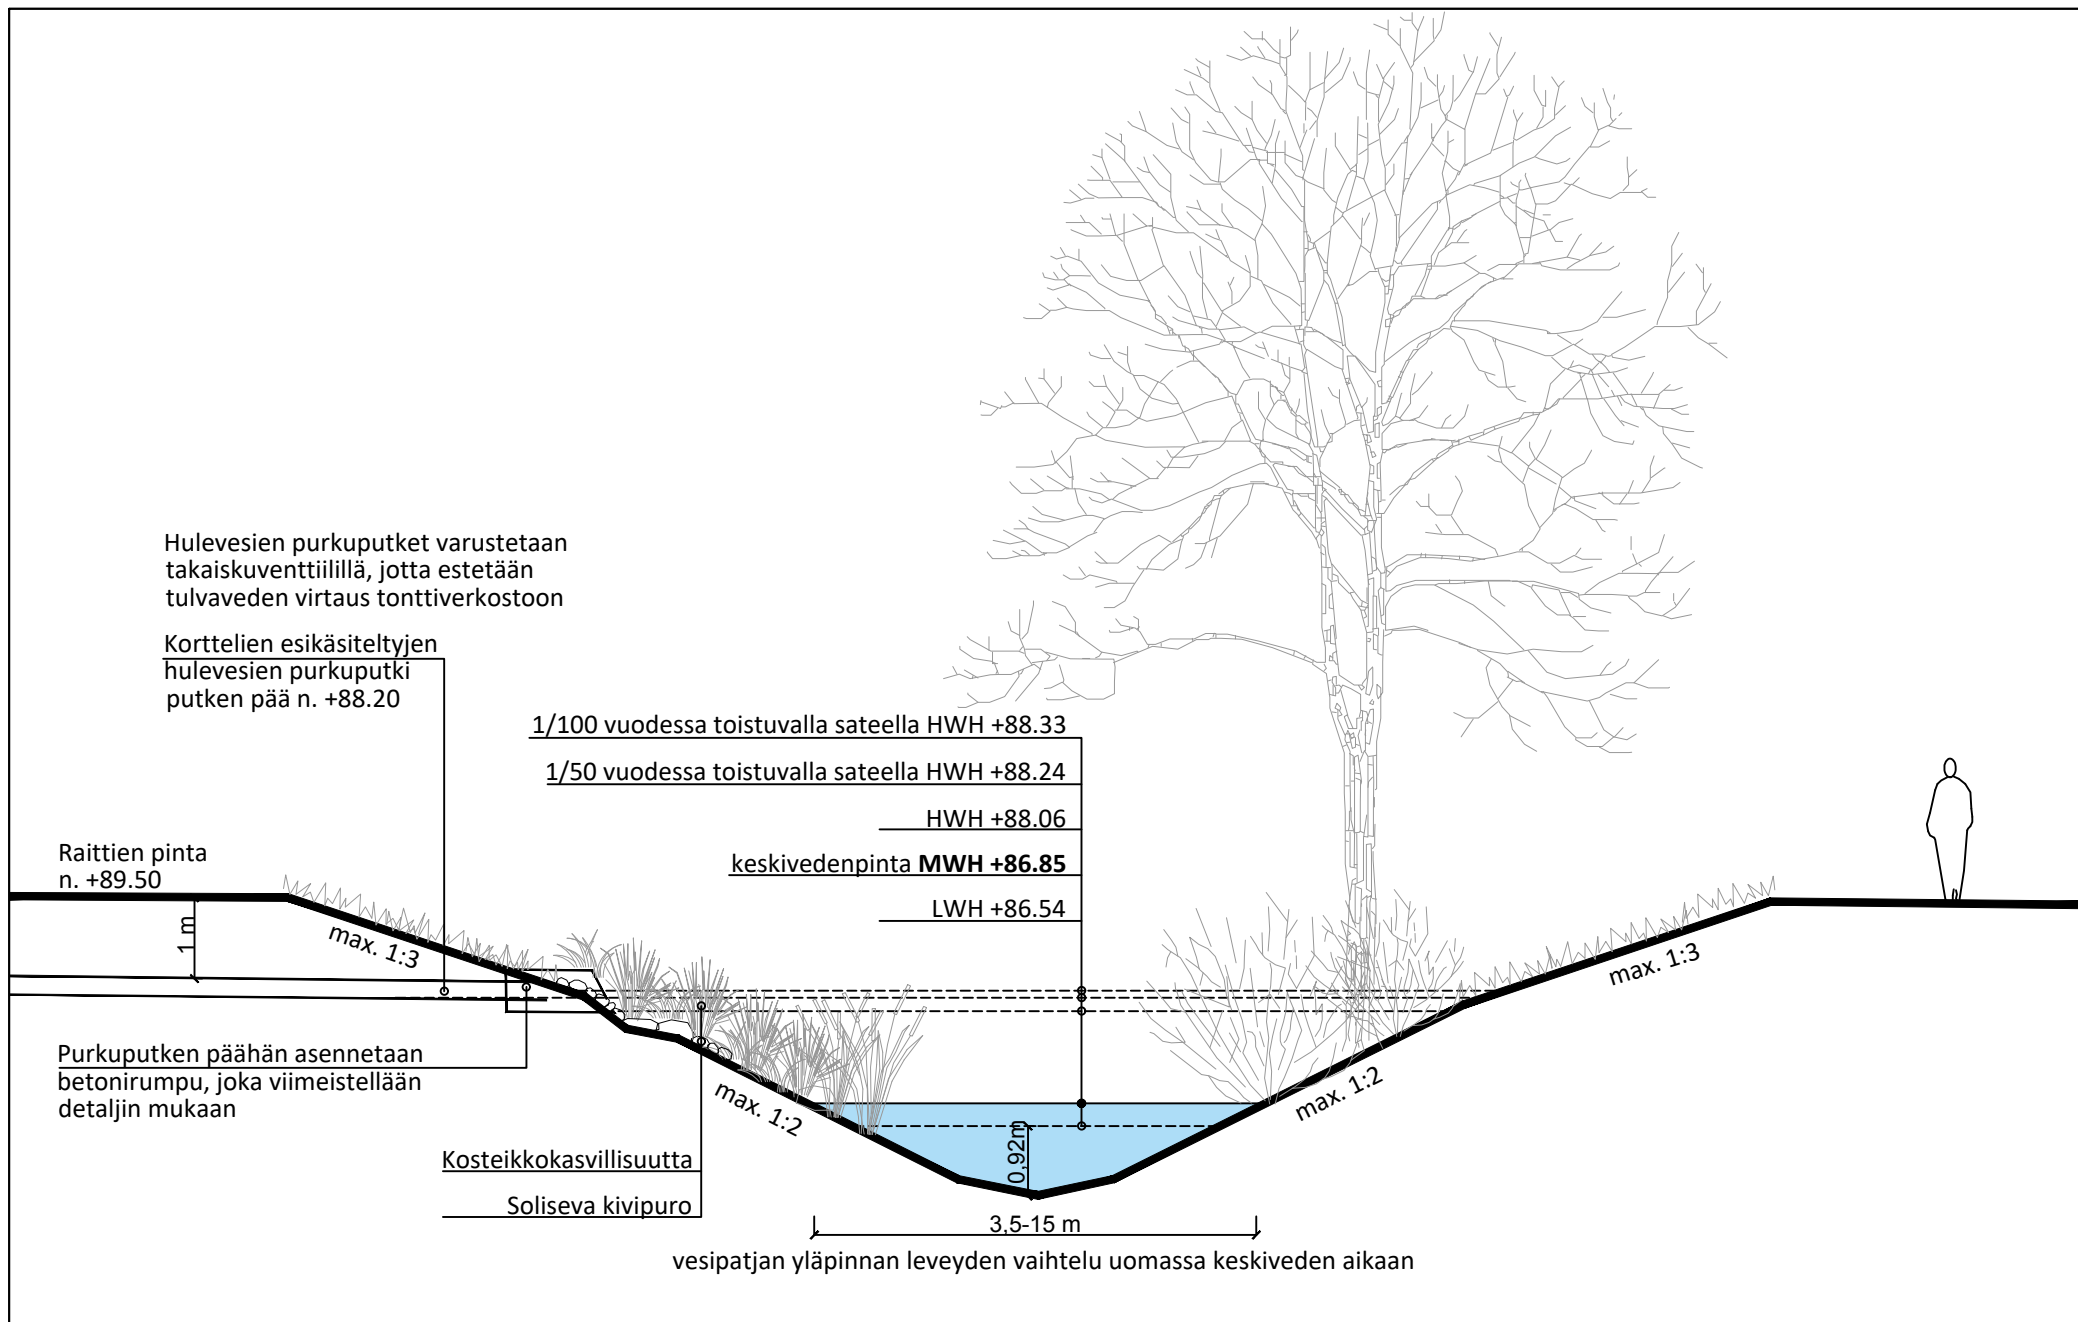 Hulevesien purkuputket varustetaan
takaiskuventtiilillä, jotta estetään
tulvaveden virtaus tonttiverkostoon
Korttelien esikäsiteltyjen
hulevesien purkuputki
putken pää n. +88.20
1/100 vuodessa toistuvalla sateella HWH +88.33
1/50 vuodessa toistuvalla sateella HWH +88.24
HWH +88.06
keskivedenpinta MWH +86.85
LWH +86.54
Raittien pinta
n. +89.50
1 m
max. 1:3
max. 1:3
Purkuputken päähän asennetaan
betonirumpu, joka viimeistellään
detaljin mukaan
max. 1:2
max. 1:2
0,92m
Kosteikkokasvillisuutta
Soliseva kivipuro
3,5-15 m
vesipatjan yläpinnan leveyden vaihtelu uomassa keskiveden aikaan